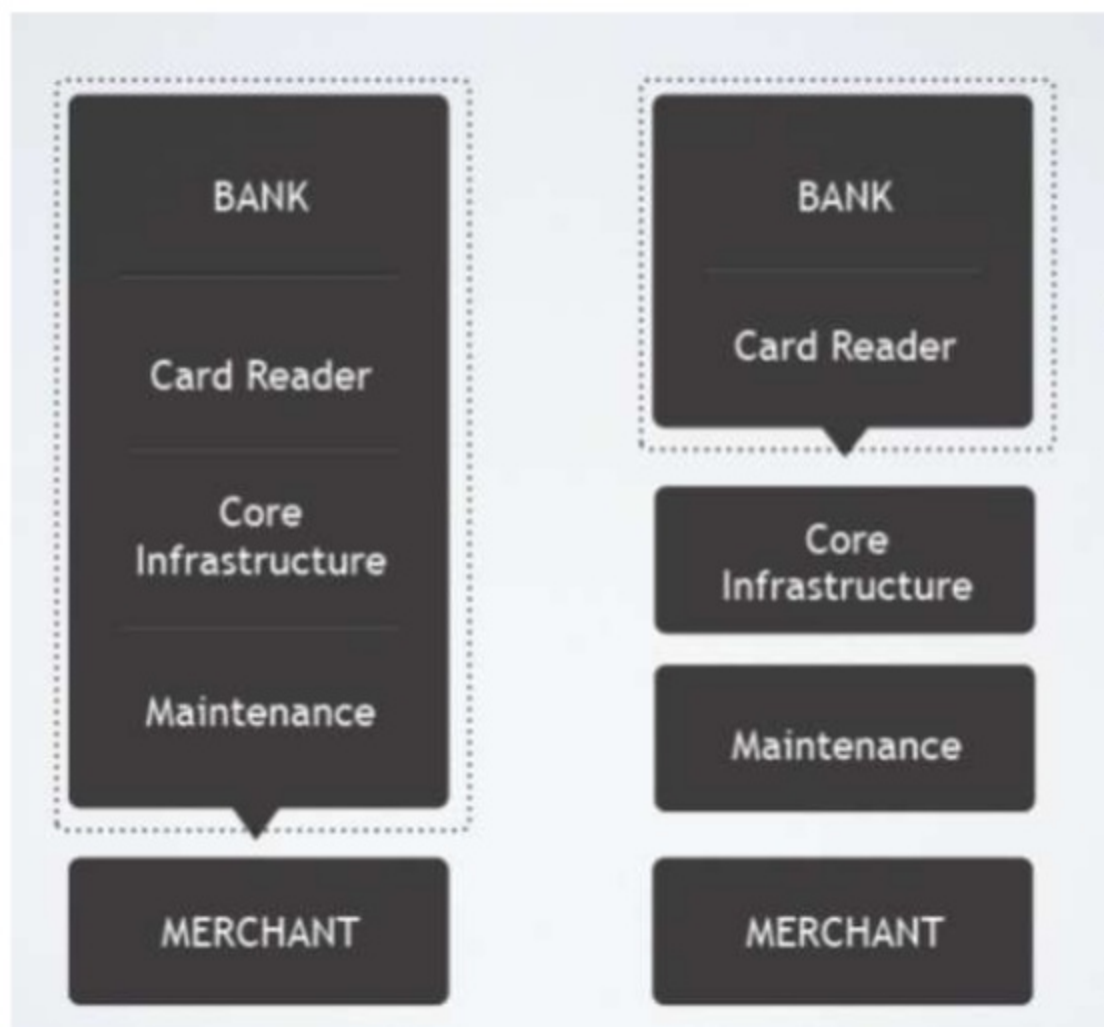 BANK
Card Reader
Core
Infrastructure
Maintenance
MERCHANT
BANK
Card Reader
Core
Infrastructure
Maintenance
MERCHANT